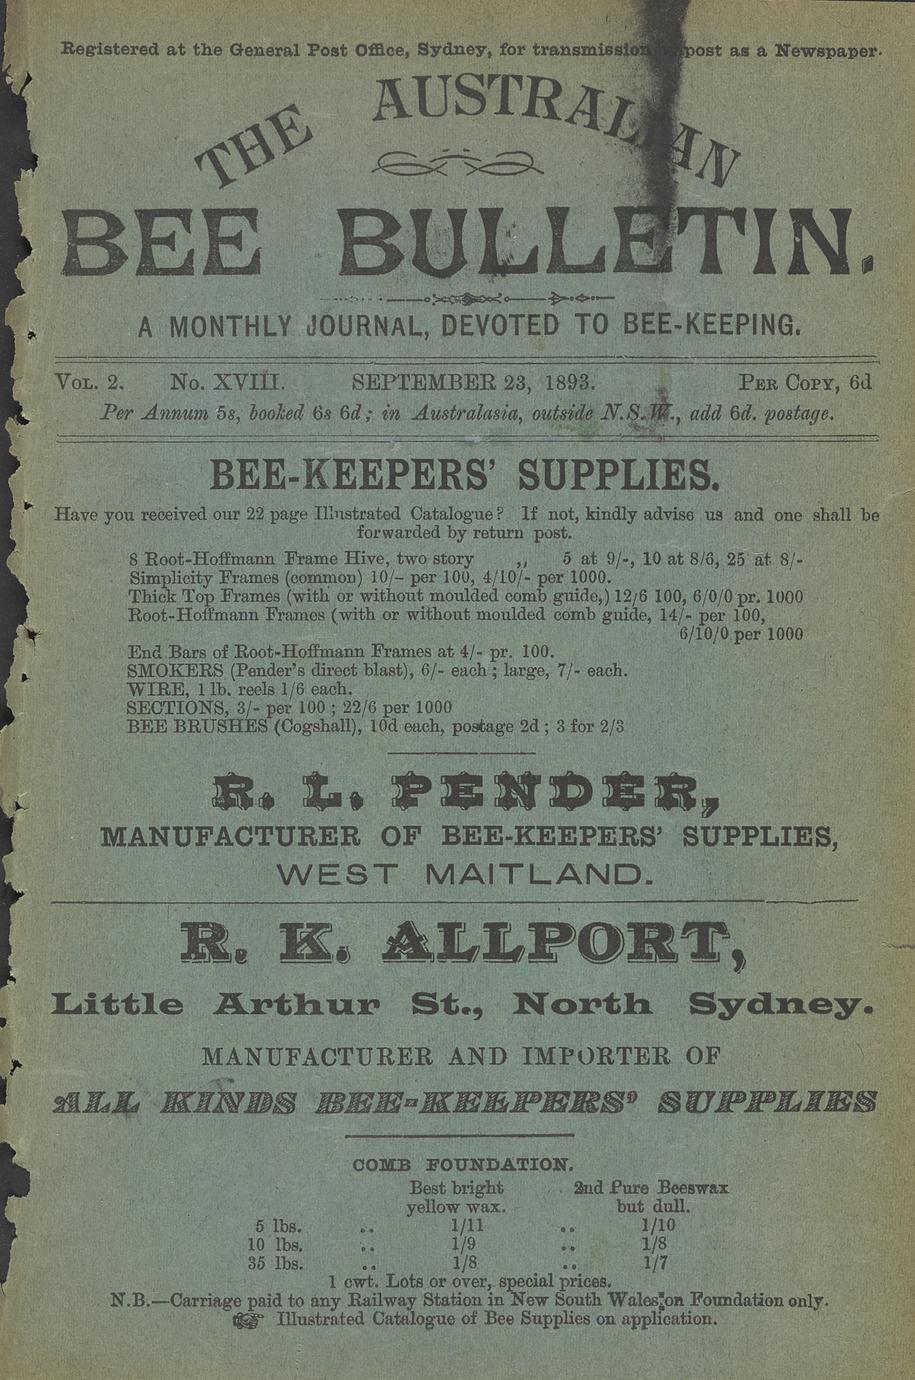 Registered at the General Post Office, Sydney, for transmission post as a Newspaper.
THE AUSTRALIAN
BEE BULLETIN.
A MONTHLY JOURNAL, DEVOTED TO BEE-KEEPING.
VOL. 2. No. XVIII. SEPTEMBER 23, 1893. PER COPY, 6d
Per Annum 5s, booked 6s 6d; in Australasia, outside N.S.W., add 6d. postage.
BEE-KEEPERS' SUPPLIES.
Have you received our 22 page Illustrated Catalogue? If not, kindly advise us and one shall be
forwarded by return post.
8 Root-Hoffmann Frame Hive, two story ,, 5 at 9/-, 10 at 8/6, 25 at 8/-
Simplicity Frames (common) 10/- per 100, 4/10/- per 1000.
Thick Top Frames (with or without moulded comb guide,) 12/6 100, 6/0/0 pr. 1000
Root-Hoffmann Frames (with or without moulded comb guide, 14/- per 100,
6/10/0 per 1000
End Bars of Root-Hoffmann Frames at 4/- pr. 100.
SMOKERS (Pender's direct blast), 6/- each; large, 7/- each.
WIRE, 1 lb. reels 1/6 each.
SECTIONS, 3/- per 100; 22/6 per 1000
BEE BRUSHES (Cogshall), 10d each, postage 2d; 3 for 2/3
R. L. PENDER,
MANUFACTURER OF BEE-KEEPERS' SUPPLIES,
WEST MAITLAND.
R. K. ALLPORT,
Little Arthur St., North Sydney.
MANUFACTURER AND IMPORTER OF
ALL KINDS BEE-KEEPERS' SUPPLIES
COMB FOUNDATION.
Best bright 2nd Pure Beeswax
yellow wax. but dull.
5 lbs. .. 1/11 .. 1/10
10 lbs. .. 1/9 .. 1/8
35 lbs. .. 1/8 .. 1/7
1 cwt. Lots or over, special prices.
N.B.—Carriage paid to any Railway Station in New South Wales, on Foundation only.
☞ Illustrated Catalogue of Bee Supplies on application.